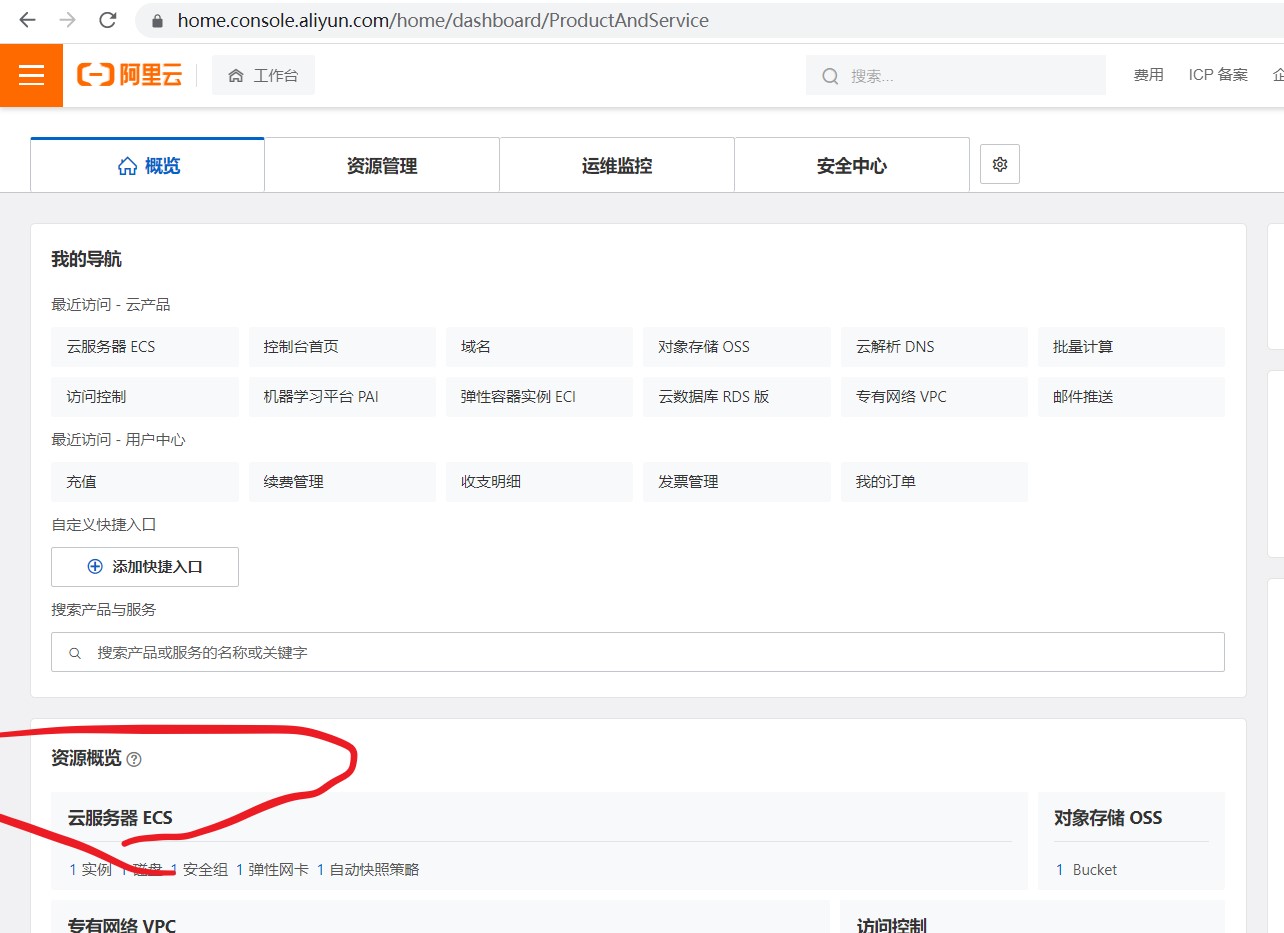 home.console.aliyun.com/home/dashboard/ProductAndService
阿里云 工作台 搜索... 费用 ICP 备案
概览 资源管理 运维监控 安全中心
我的导航
最近访问 - 云产品
云服务器 ECS 控制台首页 域名 对象存储 OSS 云解析 DNS 批量计算
访问控制 机器学习平台 PAI 弹性容器实例 ECI 云数据库 RDS 版 专有网络 VPC 邮件推送
最近访问 - 用户中心
充值 续费管理 收支明细 发票管理 我的订单
自定义快捷入口
添加快捷入口
搜索产品与服务
搜索产品或服务的名称或关键字
资源概览
云服务器 ECS 对象存储 OSS
1 实例 1 磁盘 1 安全组 1 弹性网卡 1 自动快照策略 1 Bucket
专有网络 VPC 访问控制